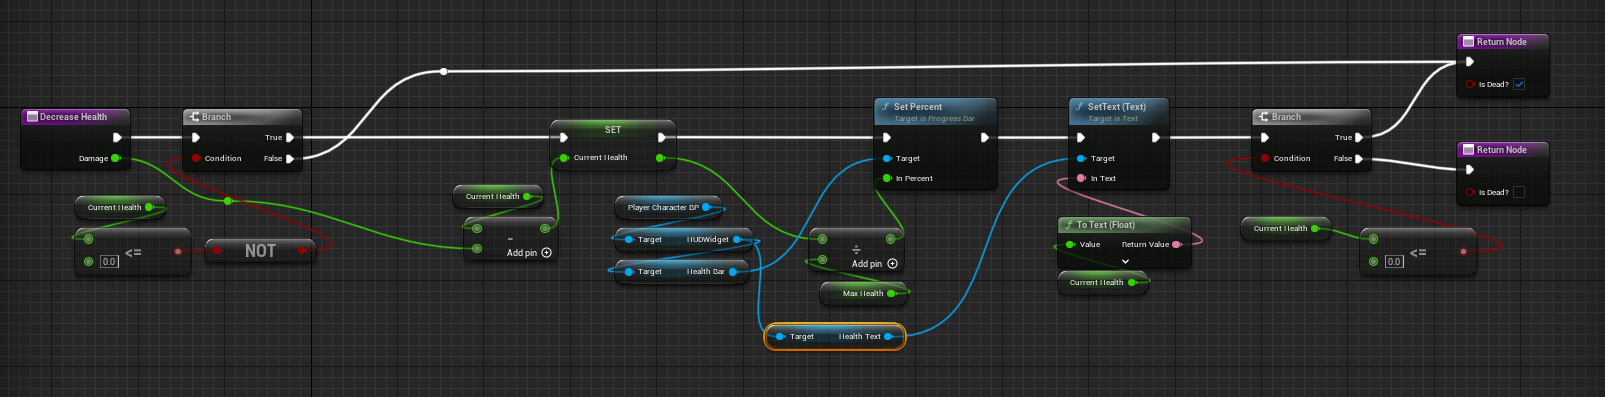 Decrease Health
Damage
Branch
Condition
True
False
Current Health
<=
0.0
NOT
SET
Current Health
Current Health
-
Add pin
Player Character BP
Target HUDWidget
Target Health Bar
÷
Add pin
Max Health
Target Health Text
f Set Percent
Target is Progress Bar
Target
In Percent
f SetText (Text)
Target is Text
Target
In Text
f To Text (Float)
Value Return Value
Current Health
Branch
Condition
True
False
Current Health
<=
0.0
Return Node
Is Dead?
Return Node
Is Dead?